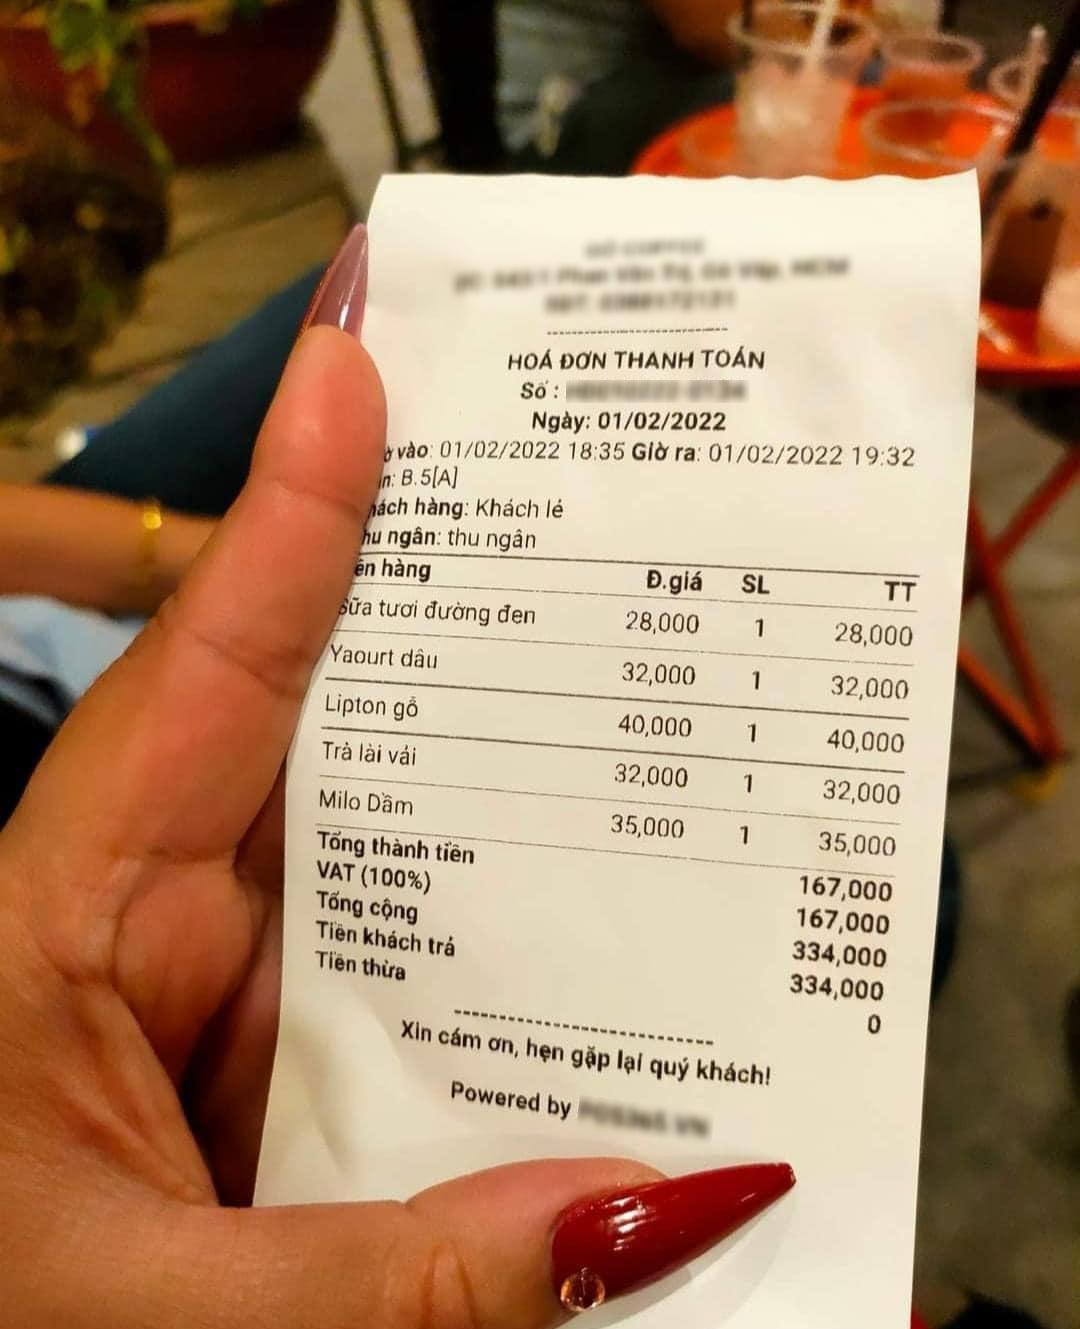 HOÁ ĐƠN THANH TOÁN
Số :
Ngày: 01/02/2022
vào: 01/02/2022 18:35 Giờ ra: 01/02/2022 19:32
B.5[A]
hách hàng: Khách lẻ
hu ngân: thu ngân
ên hàng Đ.giá SL TT
Sữa tươi đường đen 28,000 1 28,000
Yaourt dâu 32,000 1 32,000
Lipton gỗ 40,000 1 40,000
Trà lài vải 32,000 1 32,000
Milo Dầm 35,000 1 35,000
Tổng thành tiền 167,000
VAT (100%) 167,000
Tổng cộng 334,000
Tiền khách trả 334,000
Tiền thừa 0
Xin cám ơn, hẹn gặp lại quý khách!
Powered by